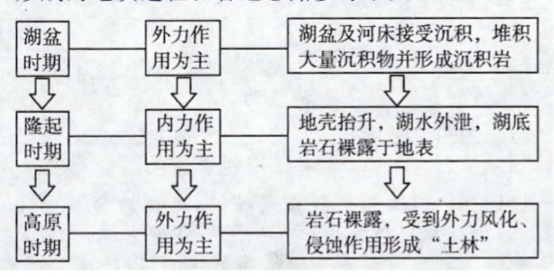 湖盆
时期
外力作
用为主
湖盆及河床接受沉积，堆积
大量沉积物并形成沉积岩
隆起
时期
内力作
用为主
地壳抬升，湖水外泄，湖底
岩石裸露于地表
高原
时期
外力作
用为主
岩石裸露，受到外力风化、
侵蚀作用形成“土林”